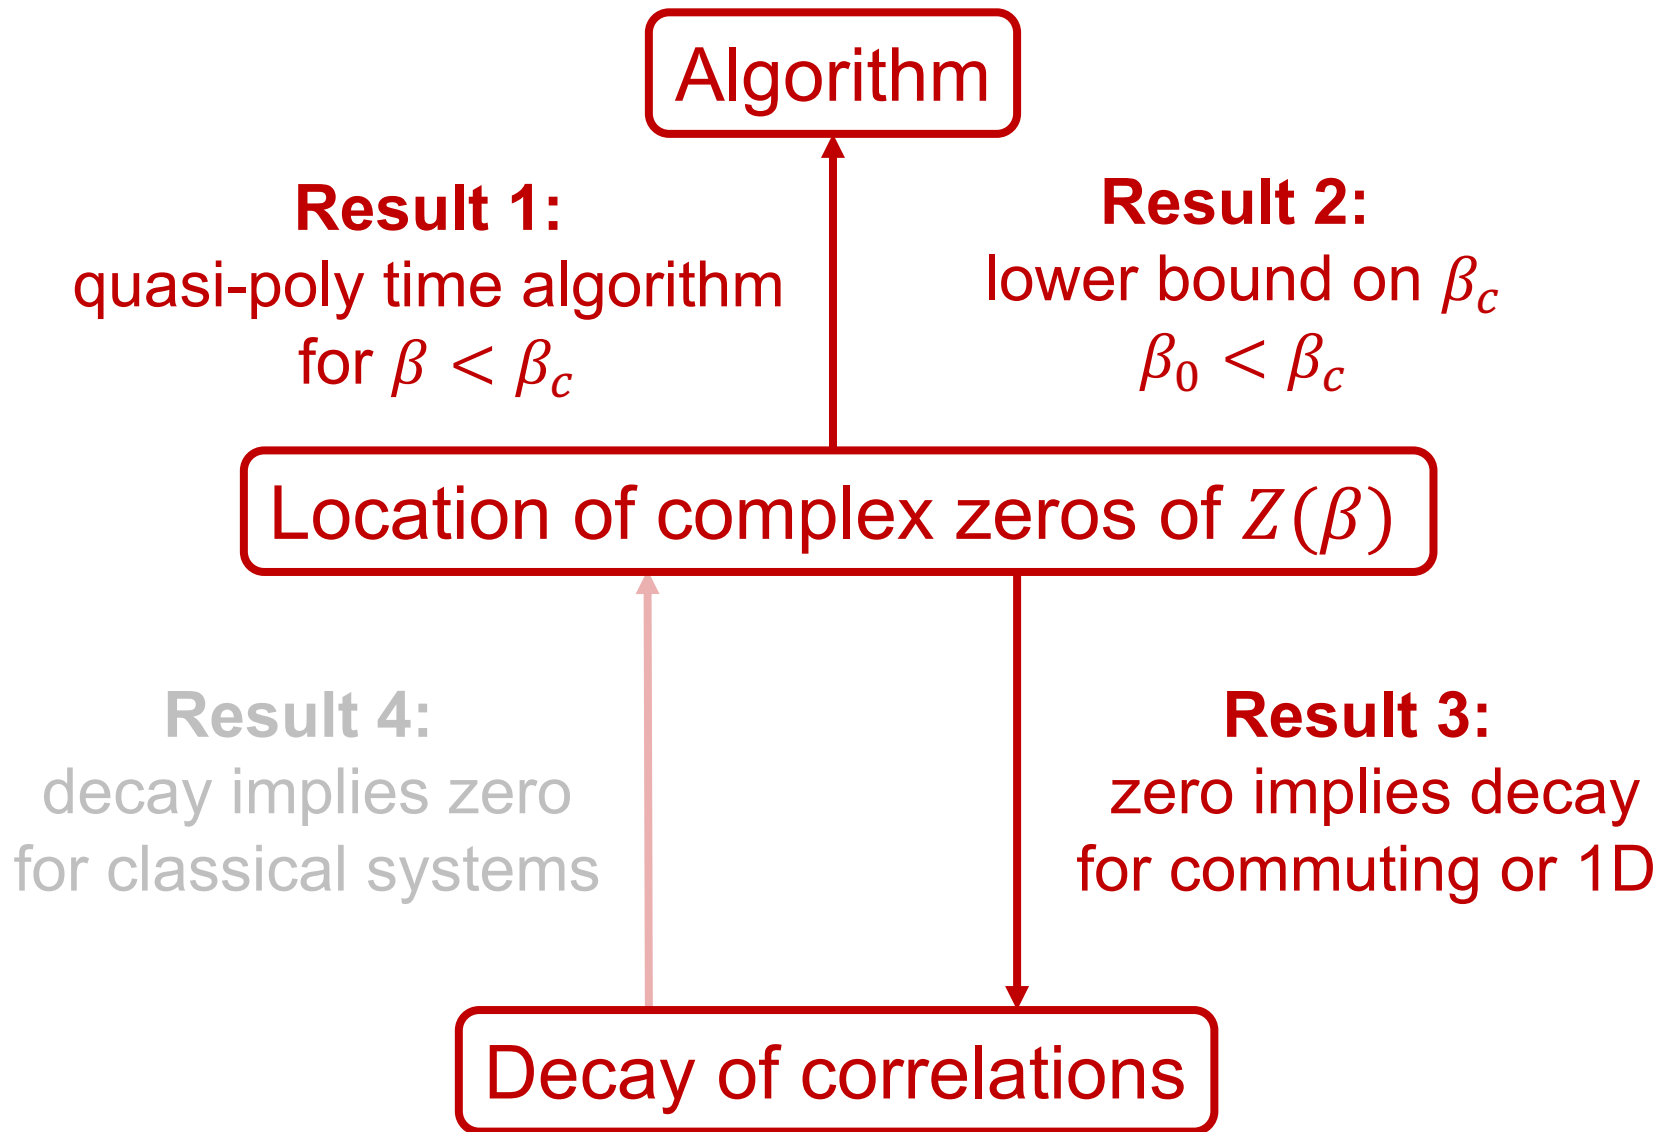 Algorithm
Result 1:
quasi-poly time algorithm
for β < β_c
Result 2:
lower bound on β_c
β_0 < β_c
Location of complex zeros of Z(β)
Result 4:
decay implies zero
for classical systems
Result 3:
zero implies decay
for commuting or 1D
Decay of correlations